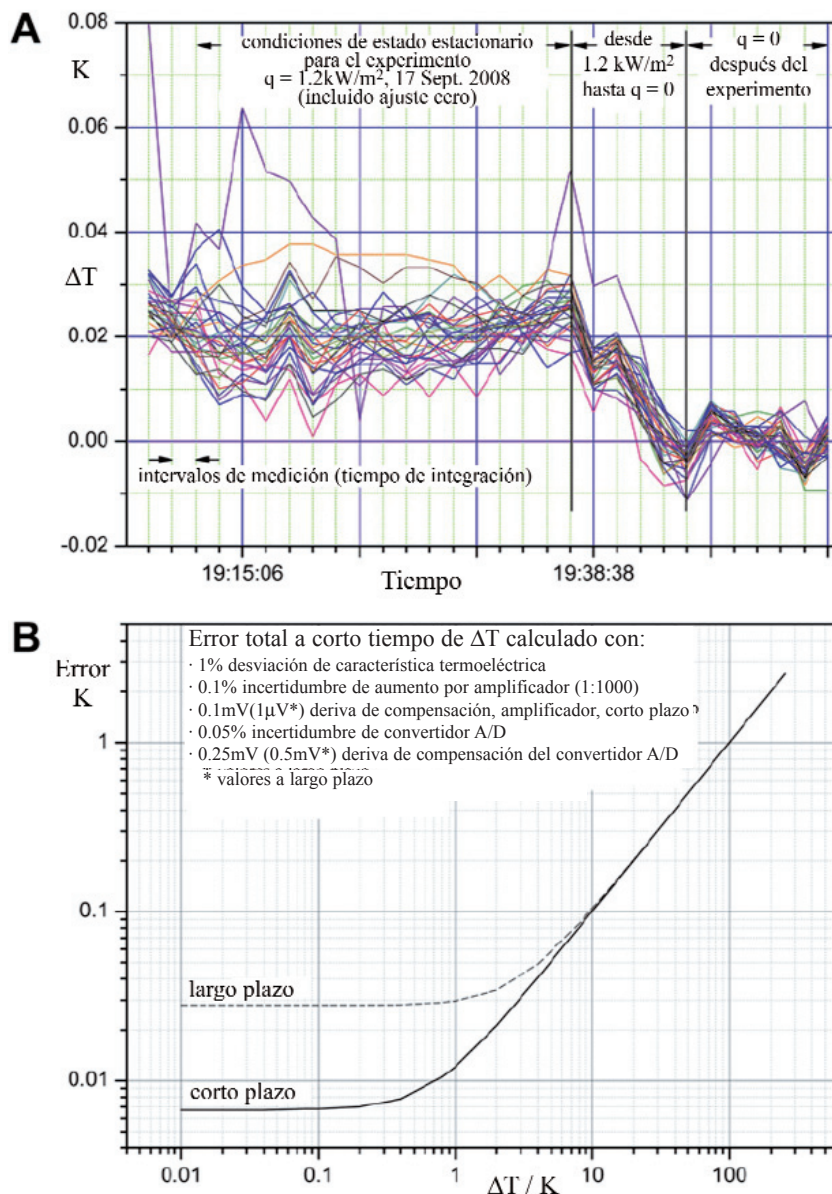 A
0.08
K
0.06
0.04
ΔT
0.02
0.00
-0.02
condiciones de estado estacionario
para el experimento
q = 1.2kW/m², 17 Sept. 2008
(incluido ajuste cero)
desde
1.2 kW/m²
hasta q = 0
q = 0
después del
experimento
intervalos de medición (tiempo de integración)
19:15:06
Tiempo
19:38:38
B
Error
K
Error total a corto tiempo de ΔT calculado con:
· 1% desviación de característica termoeléctrica
· 0.1% incertidumbre de aumento por amplificador (1:1000)
· 0.1mV(1µV*) deriva de compensación, amplificador, corto plazo
· 0.05% incertidumbre de convertidor A/D
· 0.25mV (0.5mV*) deriva de compensación del convertidor A/D
* valores a largo plazo
1
0.1
largo plazo
0.01
corto plazo
0.01
0.1
1
10
100
ΔT / K